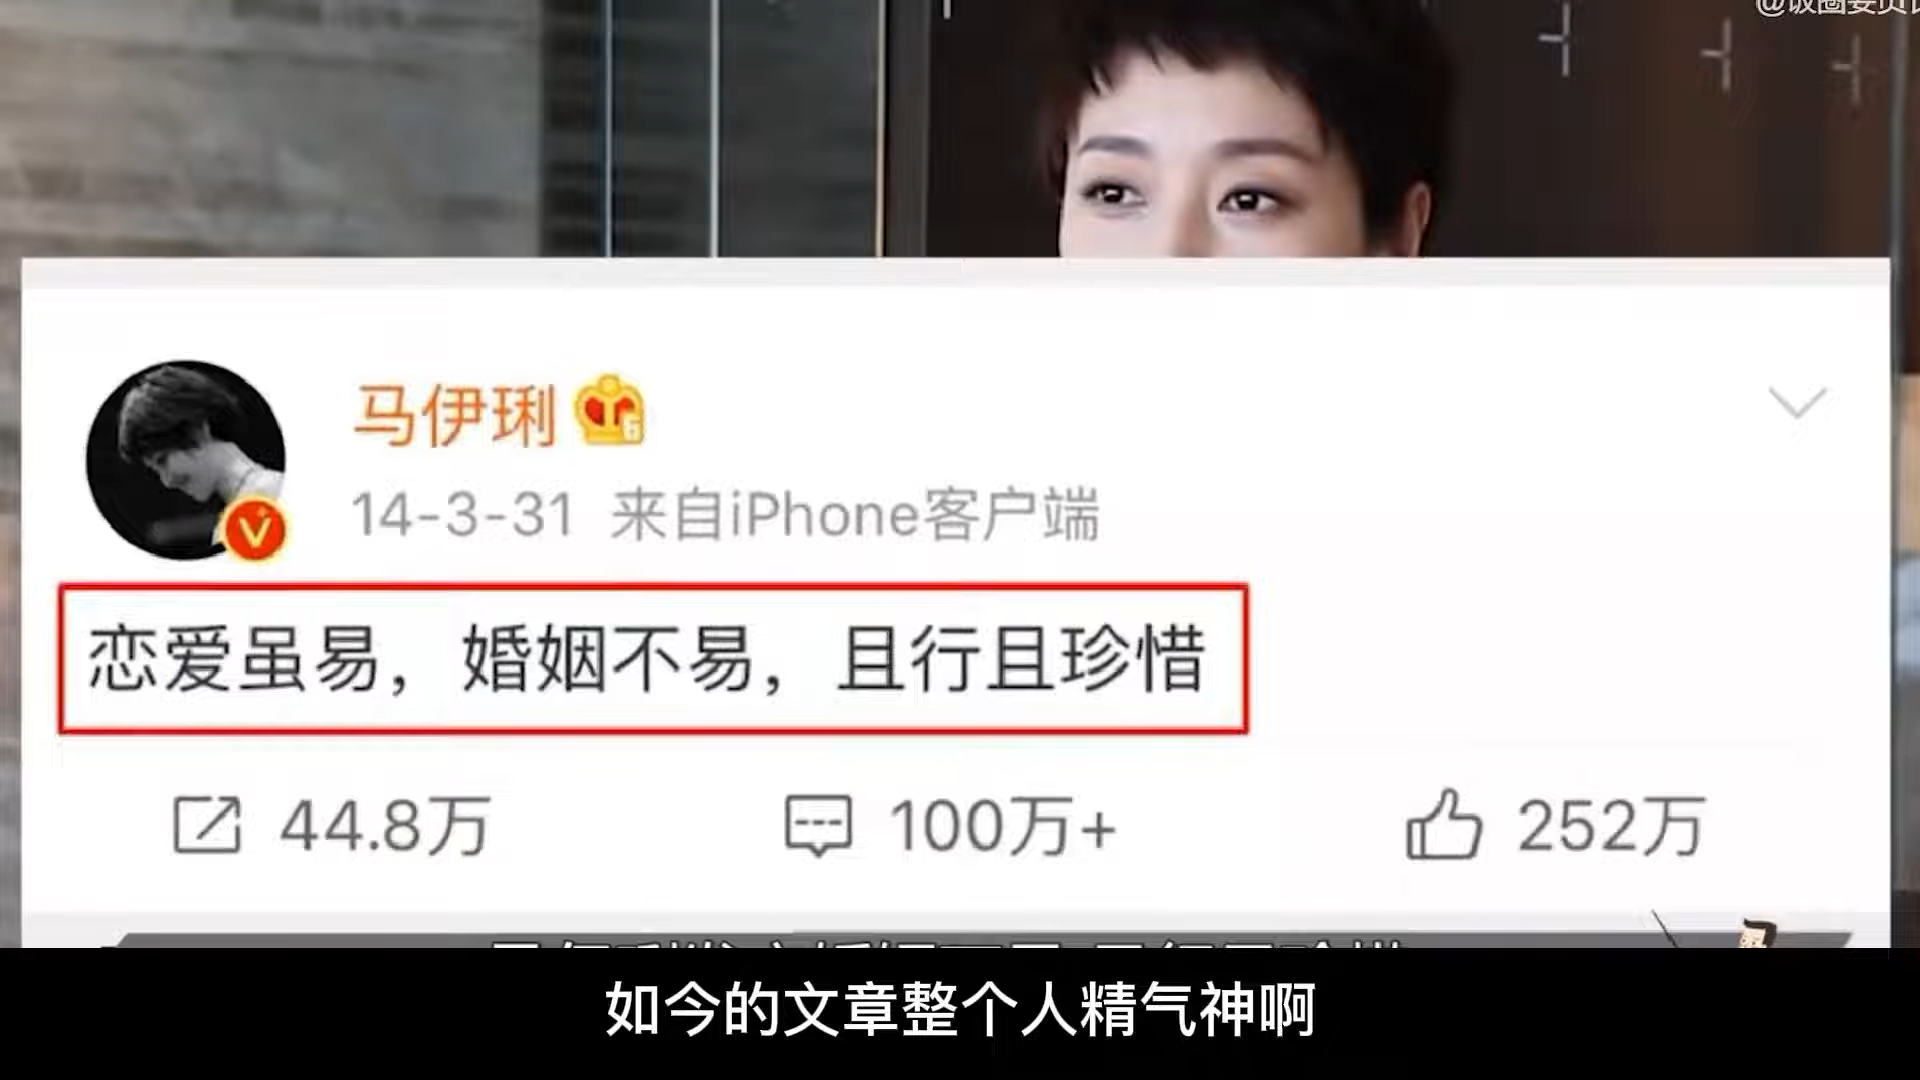 马伊琍
14-3-31 来自iPhone客户端
恋爱虽易，婚姻不易，且行且珍惜
44.8万 100万+ 252万
如今的文章整个人精气神啊